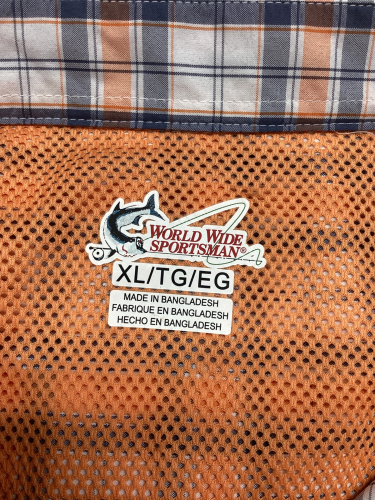 WORLD WIDE
SPORTSMAN®
XL/TG/EG
MADE IN BANGLADESH
FABRIQUE EN BANGLADESH
HECHO EN BANGLADESH